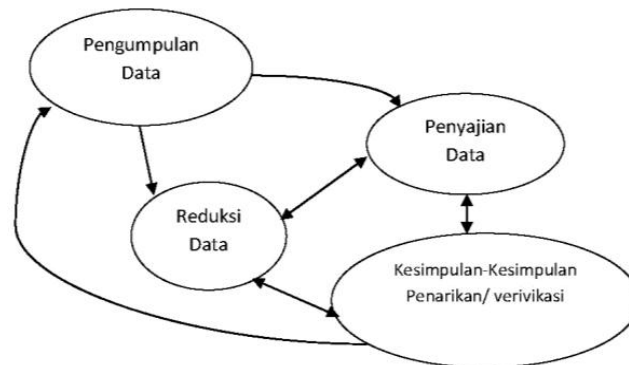 Pengumpulan
Data
Penyajian
Data
Reduksi
Data
Kesimpulan-Kesimpulan
Penarikan/ verivikasi